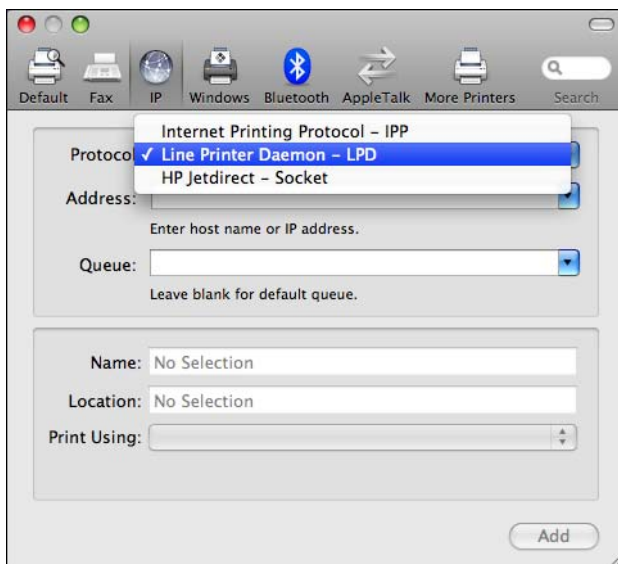 Default Fax IP Windows Bluetooth AppleTalk More Printers Search
Internet Printing Protocol – IPP
Protocol ✓ Line Printer Daemon – LPD
HP Jetdirect – Socket
Address:
Enter host name or IP address.
Queue:
Leave blank for default queue.
Name: No Selection
Location: No Selection
Print Using:
Add